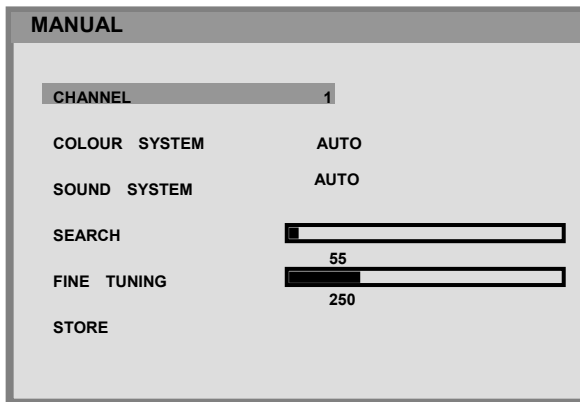 MANUAL
CHANNEL 1
COLOUR SYSTEM AUTO
SOUND SYSTEM AUTO
SEARCH
55
FINE TUNING
250
STORE